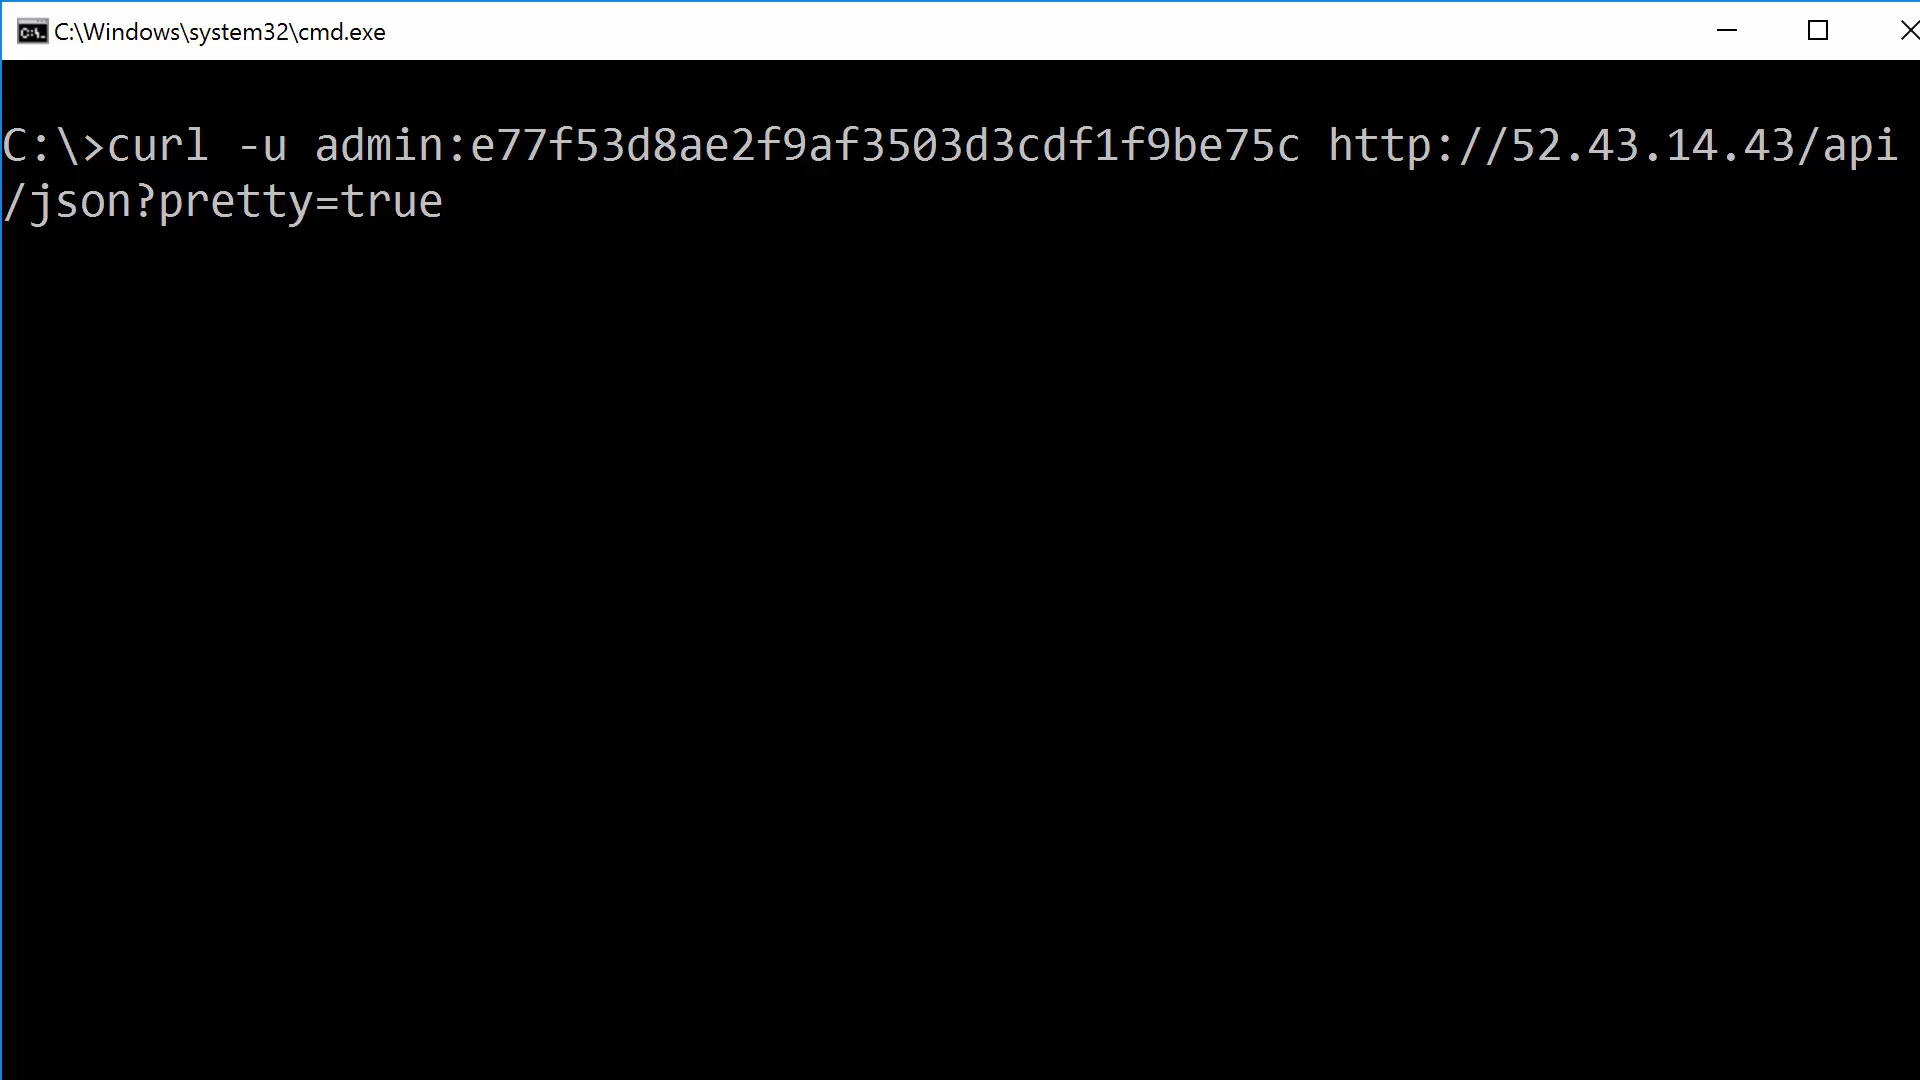 C:\Windows\system32\cmd.exe
C:\>curl -u admin:e77f53d8ae2f9af3503d3cdf1f9be75c http://52.43.14.43/api
/json?pretty=true